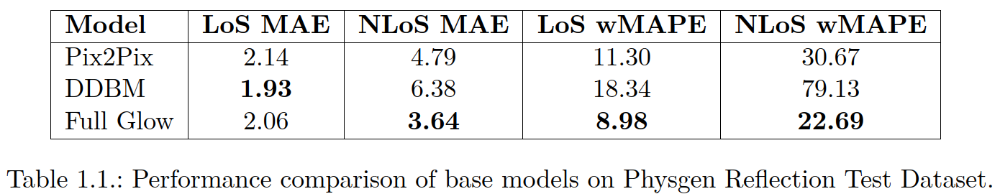 Model LoS MAE NLoS MAE LoS wMAPE NLoS wMAPE
Pix2Pix 2.14 4.79 11.30 30.67
DDBM 1.93 6.38 18.34 79.13
Full Glow 2.06 3.64 8.98 22.69
Table 1.1.: Performance comparison of base models on Physgen Reflection Test Dataset.